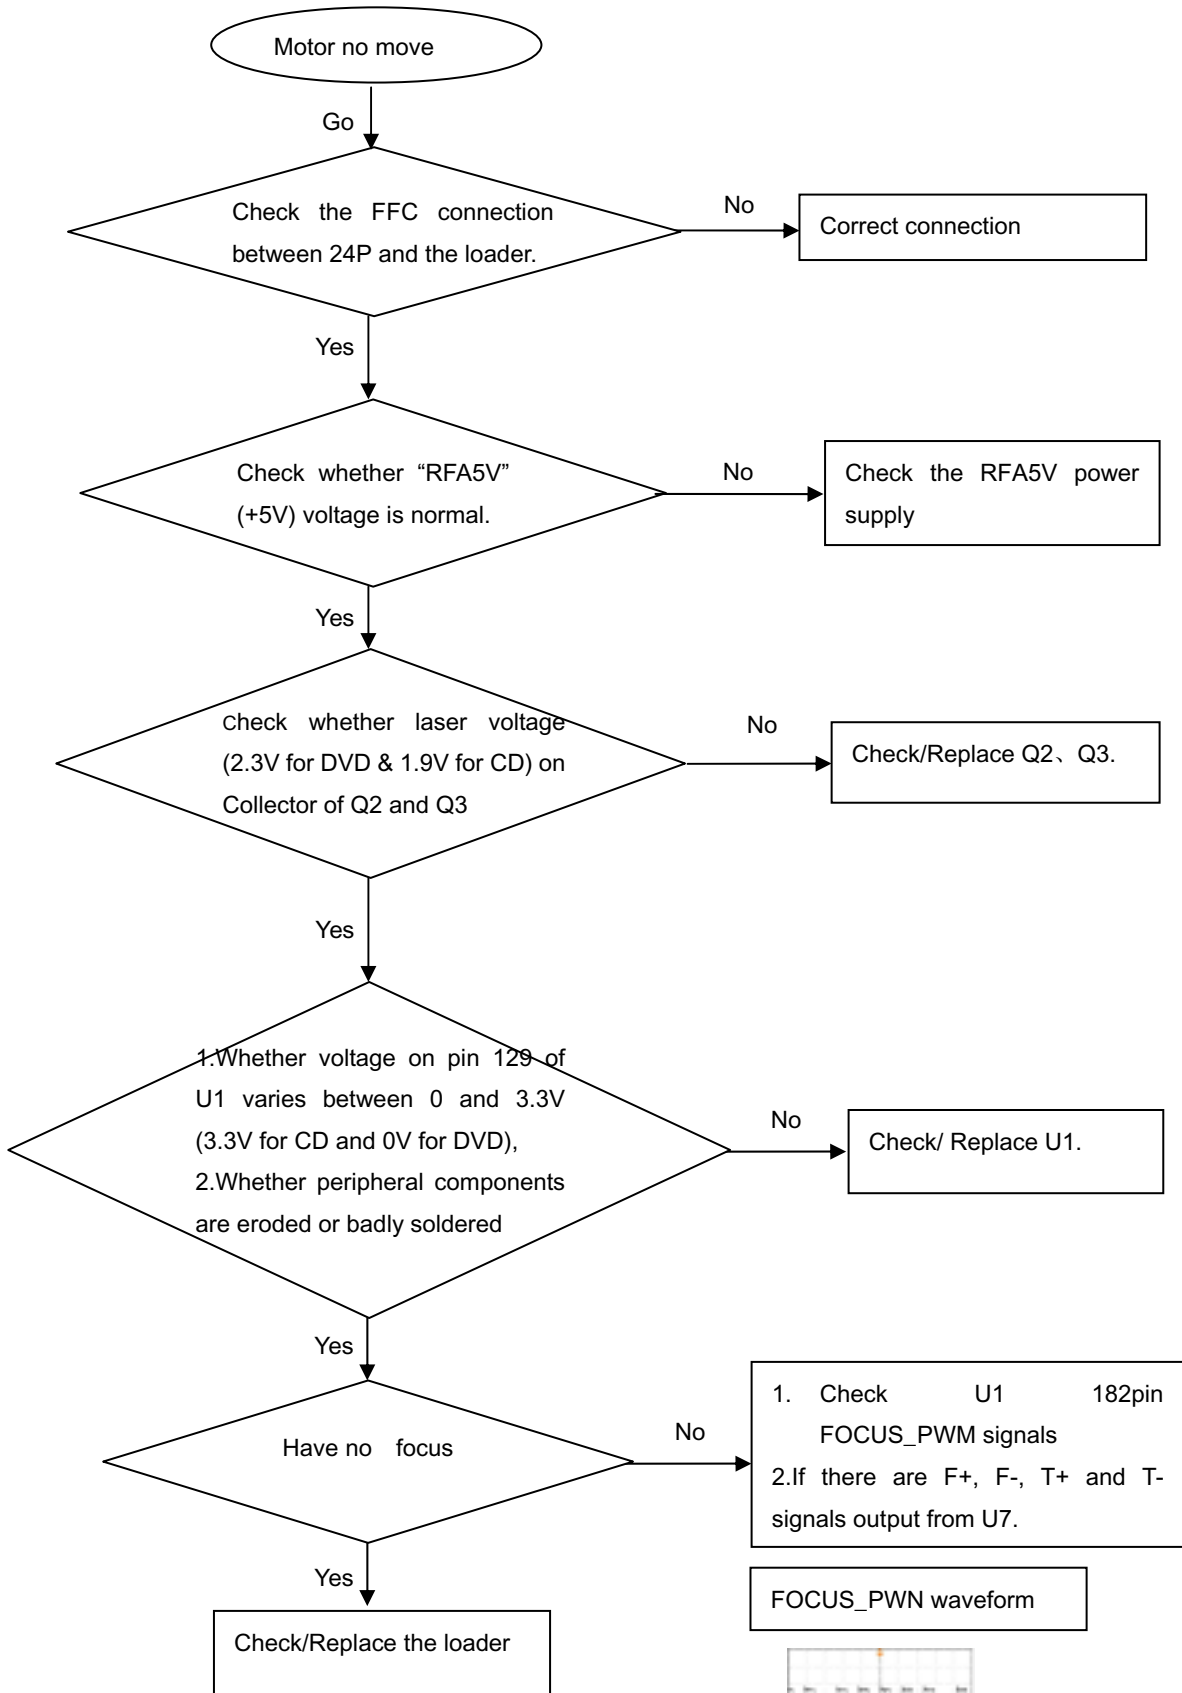 Motor no move
Go
Check the FFC connection
between 24P and the loader.
No
Correct connection
Yes
Check whether “RFA5V”
(+5V) voltage is normal.
No
Check the RFA5V power
supply
Yes
Check whether laser voltage
(2.3V for DVD & 1.9V for CD) on
Collector of Q2 and Q3
No
Check/Replace Q2、Q3.
Yes
1.Whether voltage on pin 129 of
U1 varies between 0 and 3.3V
(3.3V for CD and 0V for DVD),
2.Whether peripheral components
are eroded or badly soldered
No
Check/ Replace U1.
Yes
Have no focus
No
1. Check U1 182pin
FOCUS_PWM signals
2.If there are F+, F-, T+ and T-
signals output from U7.
Yes
FOCUS_PWN waveform
Check/Replace the loader